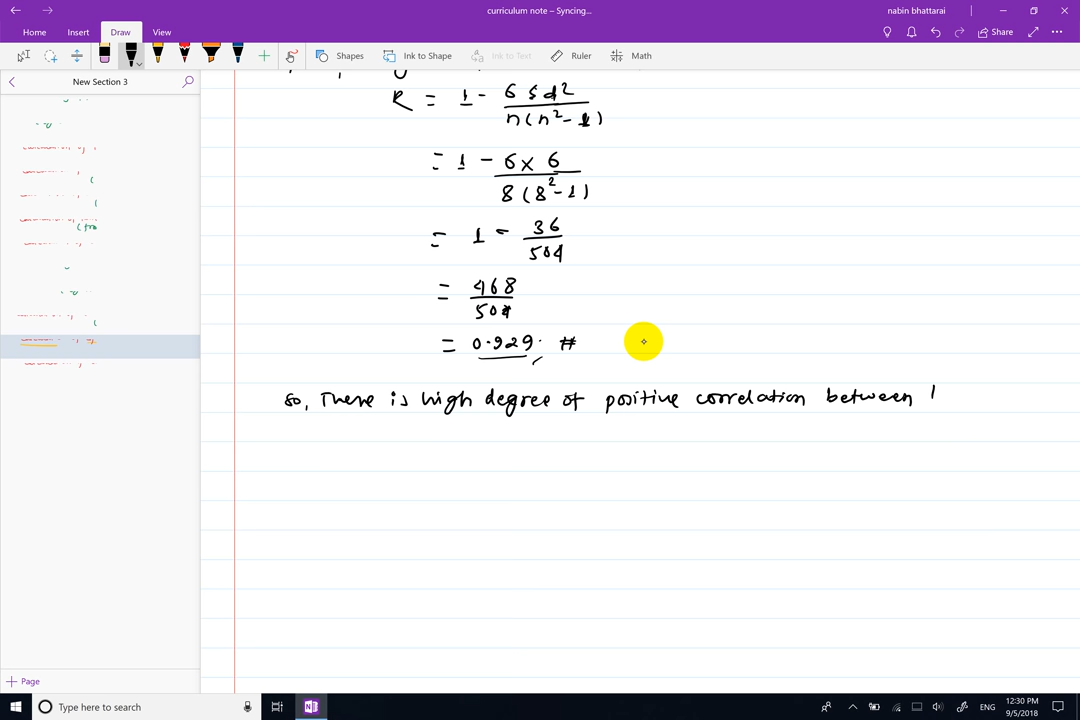 curriculum note – Syncing...
nabin bhattarai
Home Insert Draw View
Share
Shapes Ink to Shape Ink to Text Ruler Math
New Section 3
R = 1 - 6 Σd² / n(n² - 1)
= 1 - 6 × 6 / 8(8² - 1)
= 1 - 36 / 504
= 468 / 504
= 0.929. #
So, There is high degree of positive correlation between
+ Page
Type here to search
ENG
12:30 PM
9/5/2018